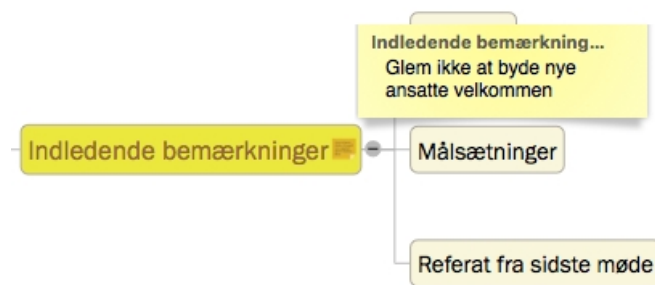 Indledende bemærkning...
Glem ikke at byde nye
ansatte velkommen
Indledende bemærkninger
Målsætninger
Referat fra sidste møde